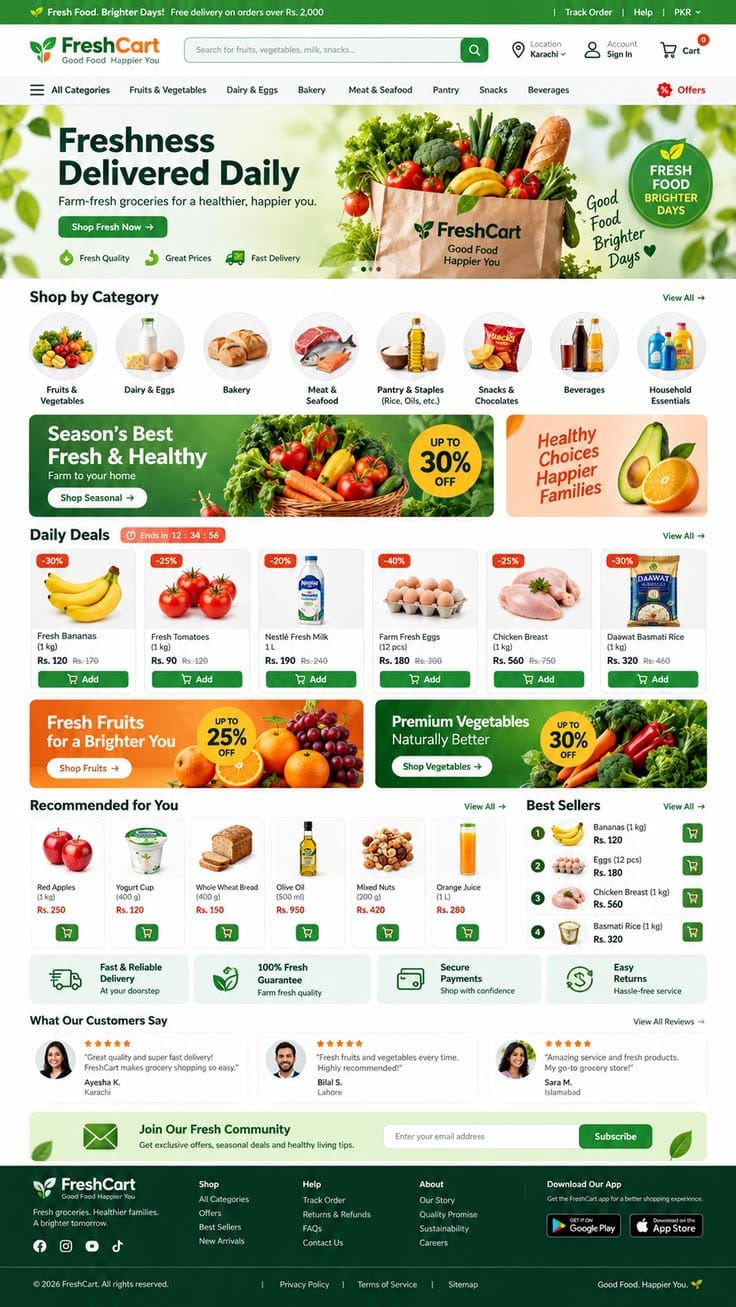 Fresh Food. Brighter Days! Free delivery on orders over Rs. 2,000
| Track Order | Help | PKR
FreshCart
Good Food Happier You
Search for fruits, vegetables, milk, snacks...
Location
Karachi
Account
Sign In
Cart
0
All Categories Fruits & Vegetables Dairy & Eggs Bakery Meat & Seafood Pantry Snacks Beverages
% Offers
Freshness
Delivered Daily
Farm-fresh groceries for a healthier, happier you.
Shop Fresh Now →
Fresh Quality Great Prices Fast Delivery
FreshCart
Good Food
Happier You
Good
Food
Brighter
Days
FRESH
FOOD
BRIGHTER
DAYS
Shop by Category
View All →
Fruits &
Vegetables
Dairy & Eggs
Bakery
Meat &
Seafood
Pantry & Staples
(Rice, Oils, etc.)
Snacks &
Chocolates
Beverages
Household
Essentials
Season's Best
Fresh & Healthy
Farm to your home
Shop Seasonal →
UP TO
30%
OFF
Healthy
Choices
Happier
Families
Daily Deals
Ends in 12 : 34 : 56
View All →
-30%
Fresh Bananas
(1 kg)
Rs. 120 Rs. 170
Add
-25%
Fresh Tomatoes
(1 kg)
Rs. 90 Rs. 120
Add
-20%
Nestlé Fresh Milk
1 L
Rs. 190 Rs. 240
Add
-40%
Farm Fresh Eggs
(12 pcs)
Rs. 180 Rs. 300
Add
-25%
Chicken Breast
(1 kg)
Rs. 560 Rs. 750
Add
-30%
DAAWAT
Daawat Basmati Rice
(1 kg)
Rs. 320 Rs. 460
Add
Fresh Fruits
for a Brighter You
Shop Fruits →
UP TO
25%
OFF
Premium Vegetables
Naturally Better
Shop Vegetables →
UP TO
30%
OFF
Recommended for You
View All →
Red Apples
(1 kg)
Rs. 250
Yogurt Cup
(400 g)
Rs. 120
Whole Wheat Bread
(400 g)
Rs. 150
Olive Oil
(500 ml)
Rs. 950
Mixed Nuts
(200 g)
Rs. 420
Orange Juice
(1 L)
Rs. 280
Best Sellers
View All →
1
Bananas (1 kg)
Rs. 120
2
Eggs (12 pcs)
Rs. 180
3
Chicken Breast (1 kg)
Rs. 560
4
Basmati Rice (1 kg)
Rs. 320
Fast & Reliable
Delivery
At your doorstep
100% Fresh
Guarantee
Farm fresh quality
Secure
Payments
Shop with confidence
Easy
Returns
Hassle-free service
What Our Customers Say
View All Reviews →
"Great quality and super fast delivery!
FreshCart makes grocery shopping so easy."
Ayesha K.
Karachi
"Fresh fruits and vegetables every time.
Highly recommended!"
Bilal S.
Lahore
"Amazing service and fresh products.
My go-to grocery store!"
Sara M.
Islamabad
Join Our Fresh Community
Get exclusive offers, seasonal deals and healthy living tips.
Enter your email address
Subscribe
FreshCart
Good Food Happier You
Fresh groceries. Healthier families.
A brighter tomorrow.
Shop
All Categories
Offers
Best Sellers
New Arrivals
Help
Track Order
Returns & Refunds
FAQs
Contact Us
About
Our Story
Quality Promise
Sustainability
Careers
Download Our App
Get the FreshCart app for a better shopping experience.
GET IT ON
Google Play
Download on the
App Store
© 2026 FreshCart. All rights reserved.
| Privacy Policy | Terms of Service | Sitemap
Good Food. Happier You.